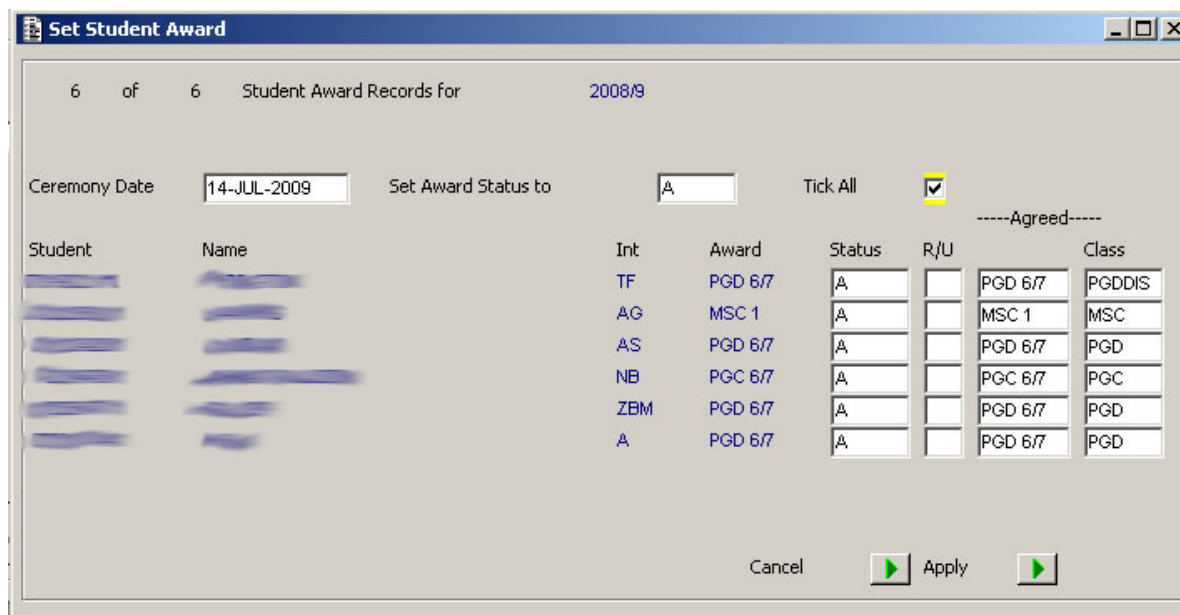 Set Student Award
6 of 6 Student Award Records for 2008/9
Ceremony Date 14-JUL-2009 Set Award Status to A Tick All
-----Agreed-----
Student Name Int Award Status R/U Class
TF PGD 6/7 A PGD 6/7 PGDDIS
AG MSC 1 A MSC 1 MSC
AS PGD 6/7 A PGD 6/7 PGD
NB PGC 6/7 A PGC 6/7 PGC
ZBM PGD 6/7 A PGD 6/7 PGD
A PGD 6/7 A PGD 6/7 PGD
Cancel Apply